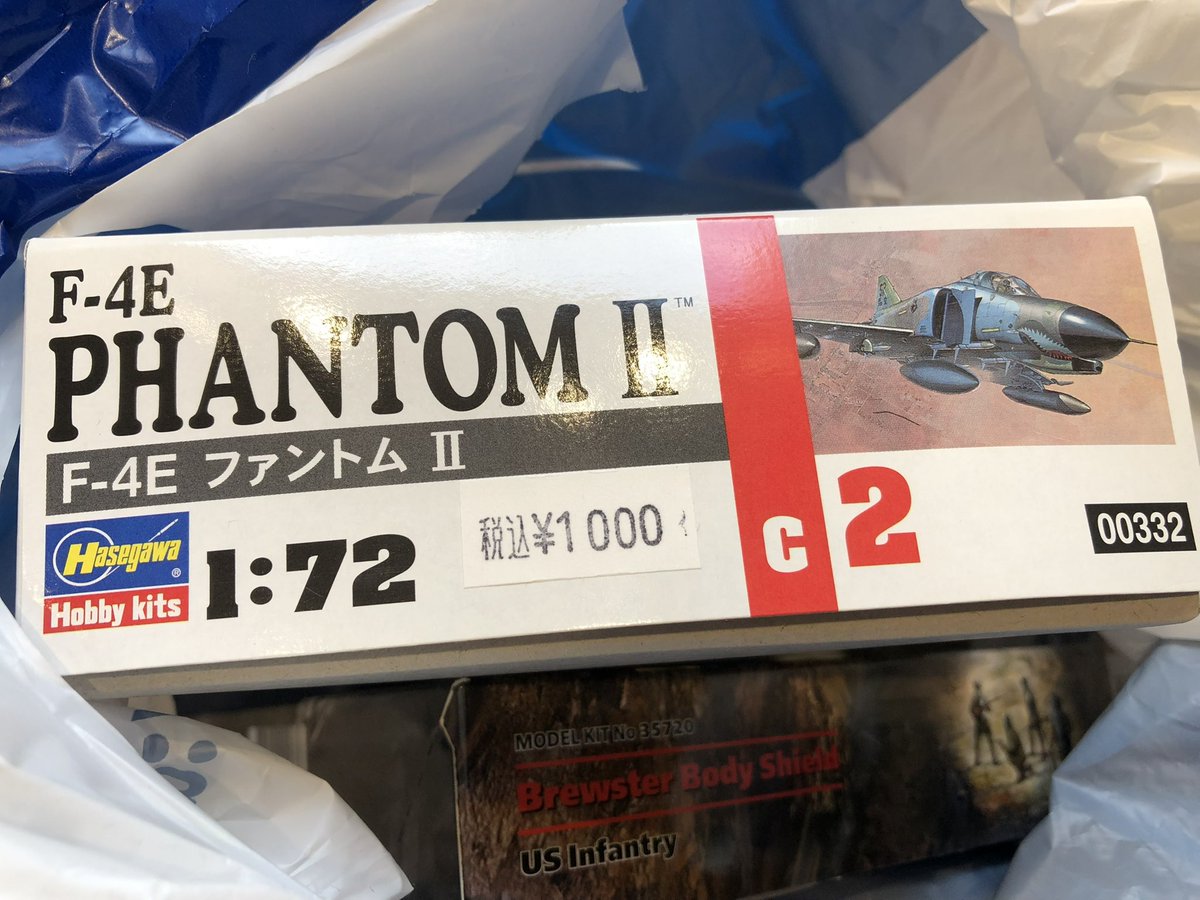 F-4E
PHANTOM II™
F-4E ファントム II
Hasegawa®
Hobby kits
1:72
税込¥1000
C2
00332
MODEL KIT No 35720
Brewster Body Shield
US Infantry